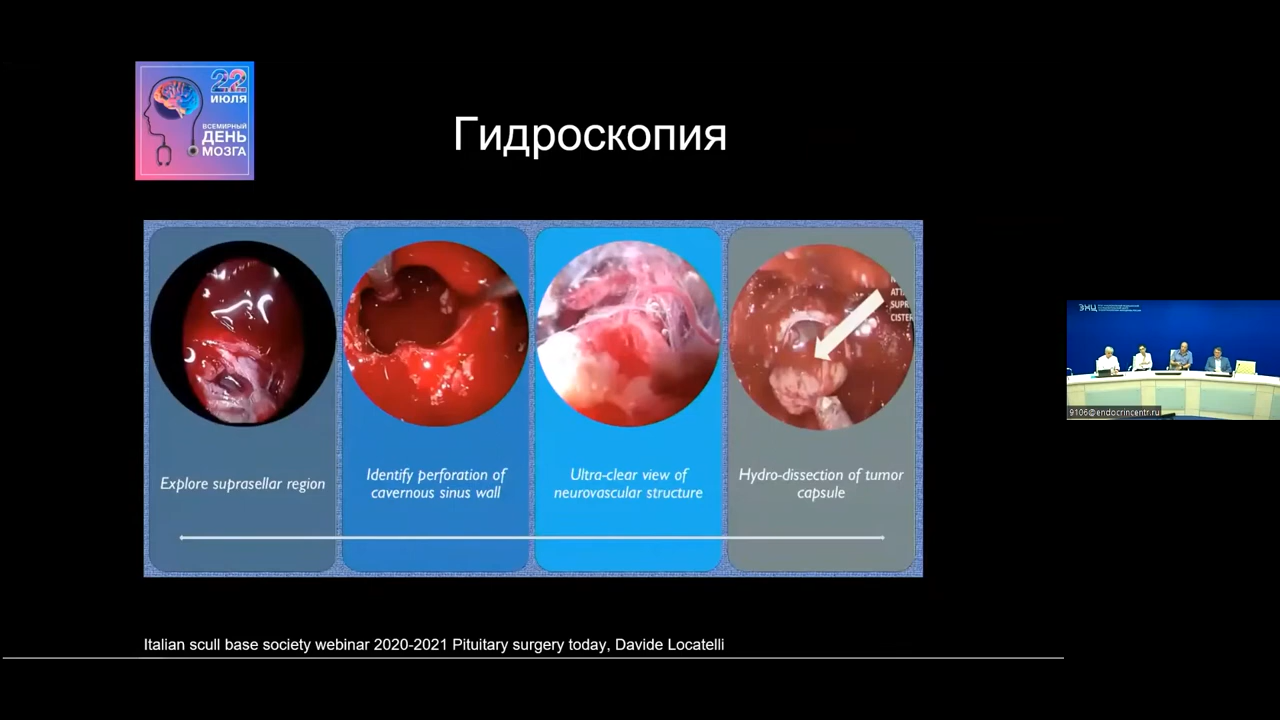 22
ИЮЛЯ
ВСЕМИРНЫЙ
ДЕНЬ
МОЗГА
Гидроскопия
ATT
SUPR
CISTER
Explore suprasellar region
Identify perforation of
cavernous sinus wall
Ultra-clear view of
neurovascular structure
Hydro-dissection of tumor
capsule
ЭНЦ
9106@endocrincentr.ru
Italian scull base society webinar 2020-2021 Pituitary surgery today, Davide Locatelli